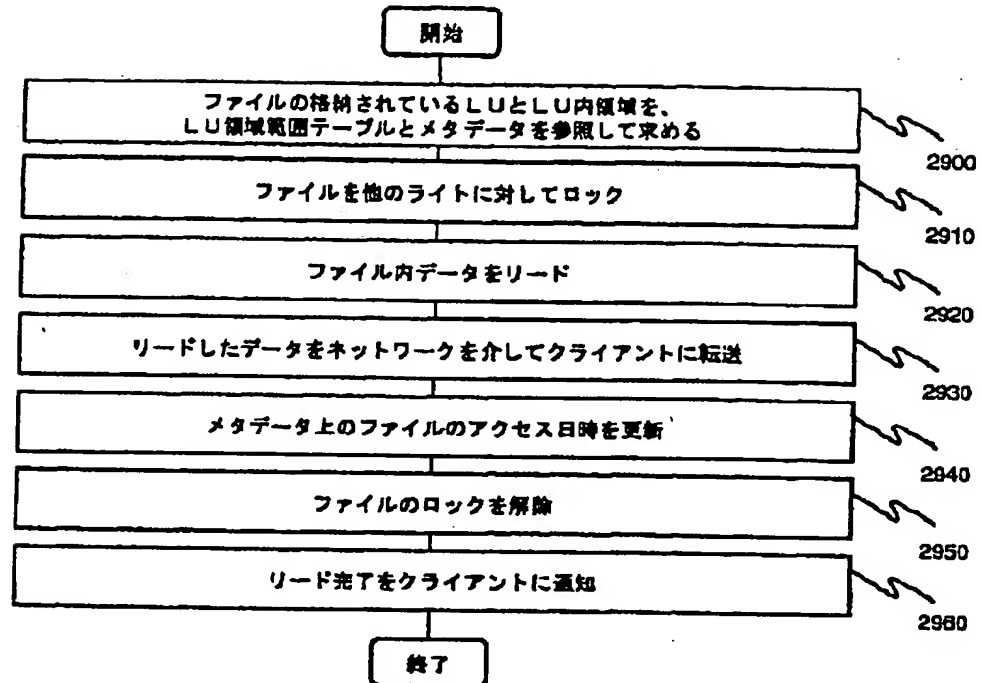 開始
ファイルの格納されているLUとLU内領域を、
LU領域範囲テーブルとメタデータを参照して求める
2900
ファイルを他のライトに対してロック
2910
ファイル内データをリード
2920
リードしたデータをネットワークを介してクライアントに転送
2930
メタデータ上のファイルのアクセス日時を更新
2940
ファイルのロックを解除
2950
リード完了をクライアントに通知
2960
終了